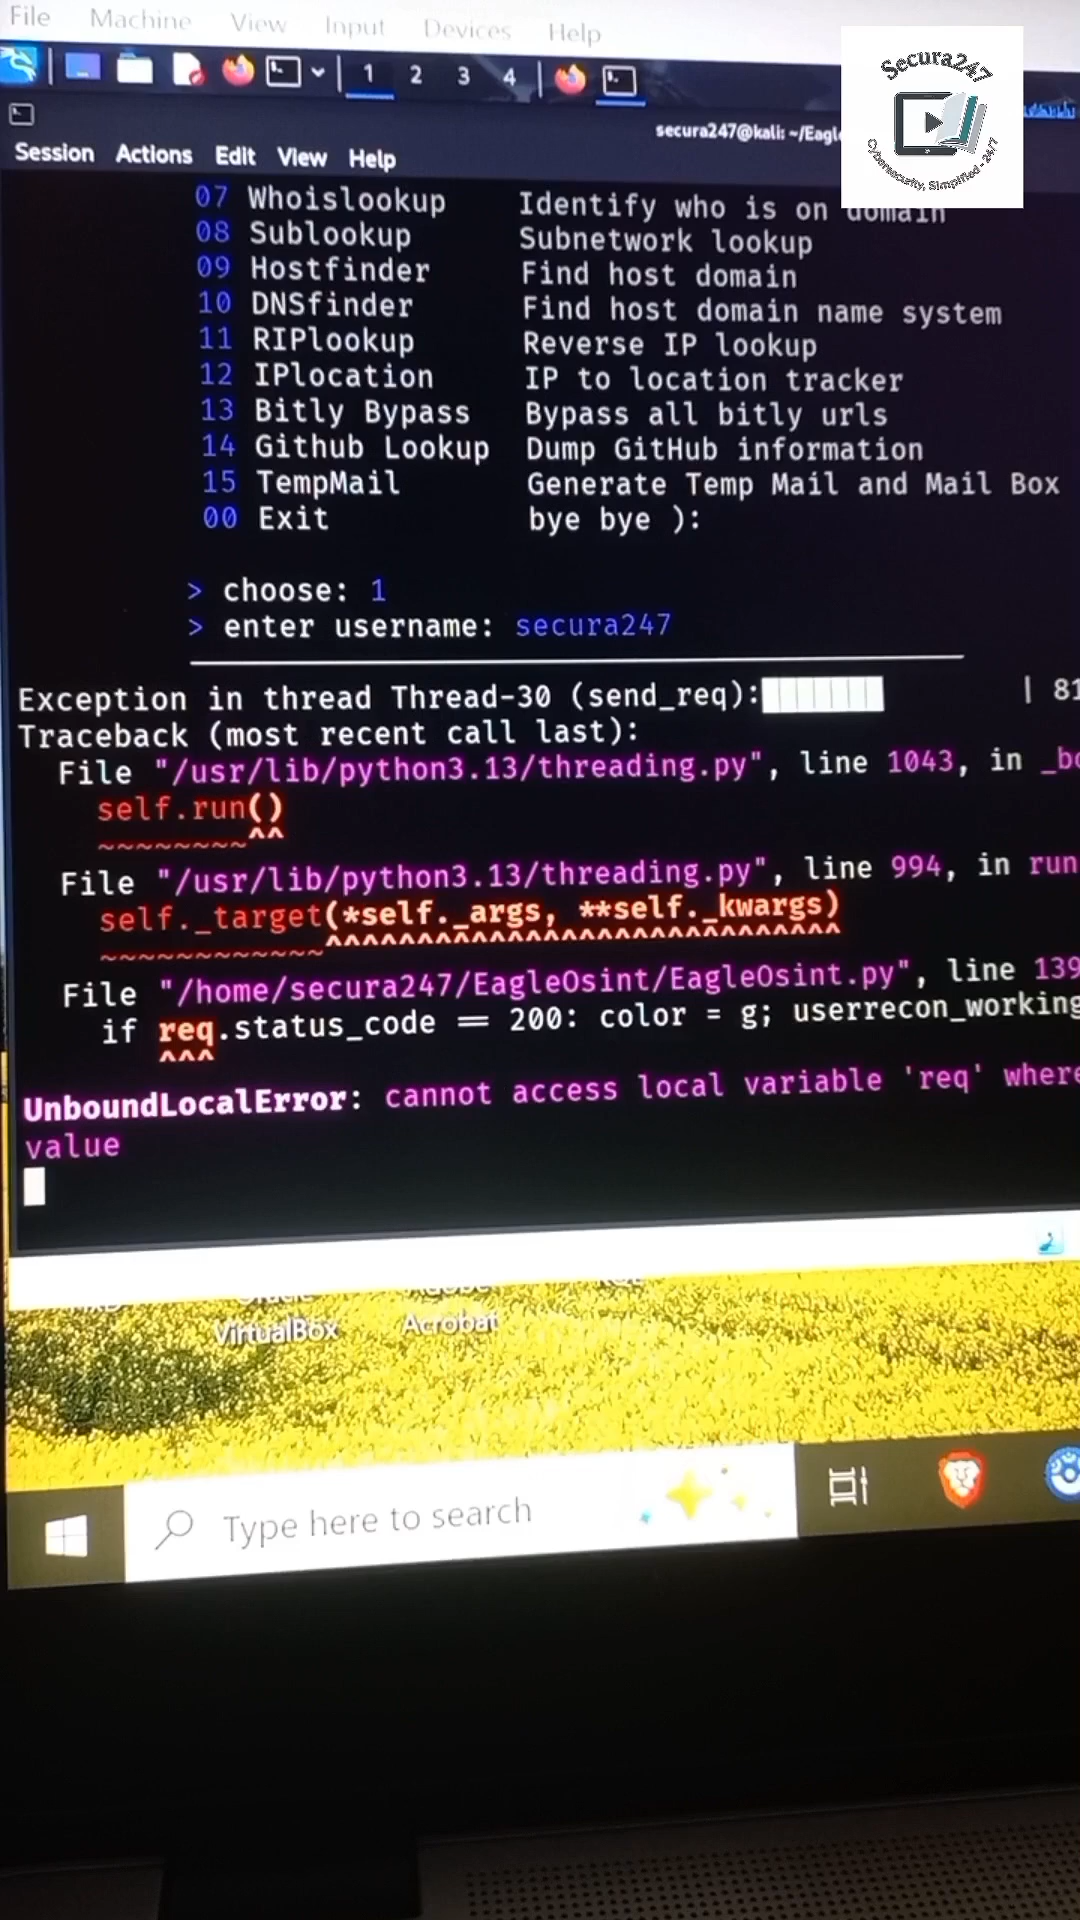 File Machine View Input Devices Help
Secura247
Cybersecurity, Simplified - 24/7
1 2 3 4
secura247@kali: ~/Eagl
Session Actions Edit View Help
07 Whoislookup Identify who is on domain
08 Sublookup Subnetwork lookup
09 Hostfinder Find host domain
10 DNSfinder Find host domain name system
11 RIPlookup Reverse IP lookup
12 IPlocation IP to location tracker
13 Bitly Bypass Bypass all bitly urls
14 Github Lookup Dump GitHub information
15 TempMail Generate Temp Mail and Mail Box
00 Exit bye bye ):
> choose: 1
> enter username: secura247
Exception in thread Thread-30 (send_req): | 81
Traceback (most recent call last):
File "/usr/lib/python3.13/threading.py", line 1043, in _bo
self.run()
~~~~~~~~^^
File "/usr/lib/python3.13/threading.py", line 994, in run
self._target(*self._args, **self._kwargs)
~~~~~~~~~~~~^^^^^^^^^^^^^^^^^^^^^^^^^^^^^
File "/home/secura247/EagleOsint/EagleOsint.py", line 139
if req.status_code == 200: color = g; userrecon_working
^^^
UnboundLocalError: cannot access local variable 'req' where
value
VirtualBox Acrobat
Type here to search